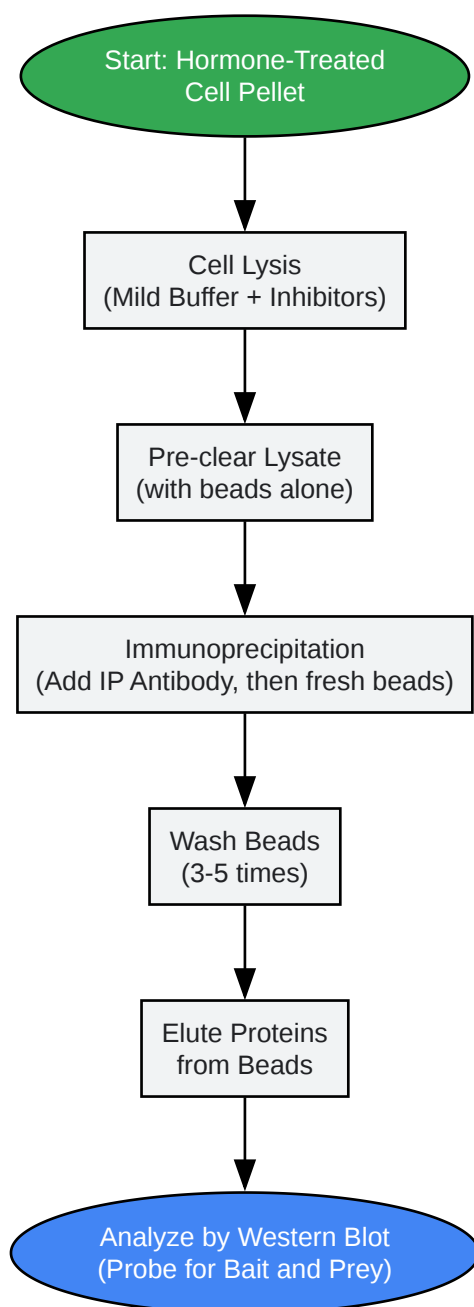 Start: Hormone-Treated
Cell Pellet
Cell Lysis
(Mild Buffer + Inhibitors)
Pre-clear Lysate
(with beads alone)
Immunoprecipitation
(Add IP Antibody, then fresh beads)
Wash Beads
(3-5 times)
Elute Proteins
from Beads
Analyze by Western Blot
(Probe for Bait and Prey)